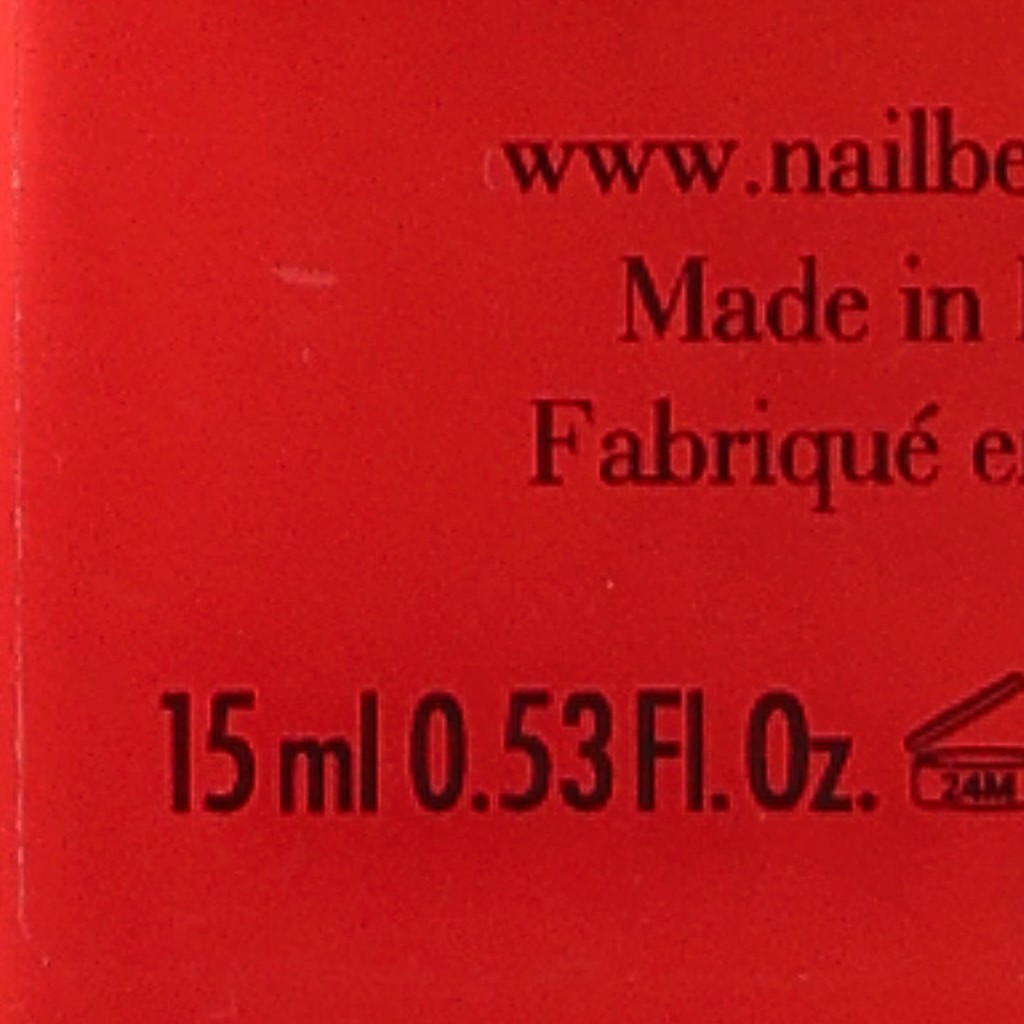 www.nailbe
Made in
Fabriqué
15 ml 0.53 Fl. Oz.
24M